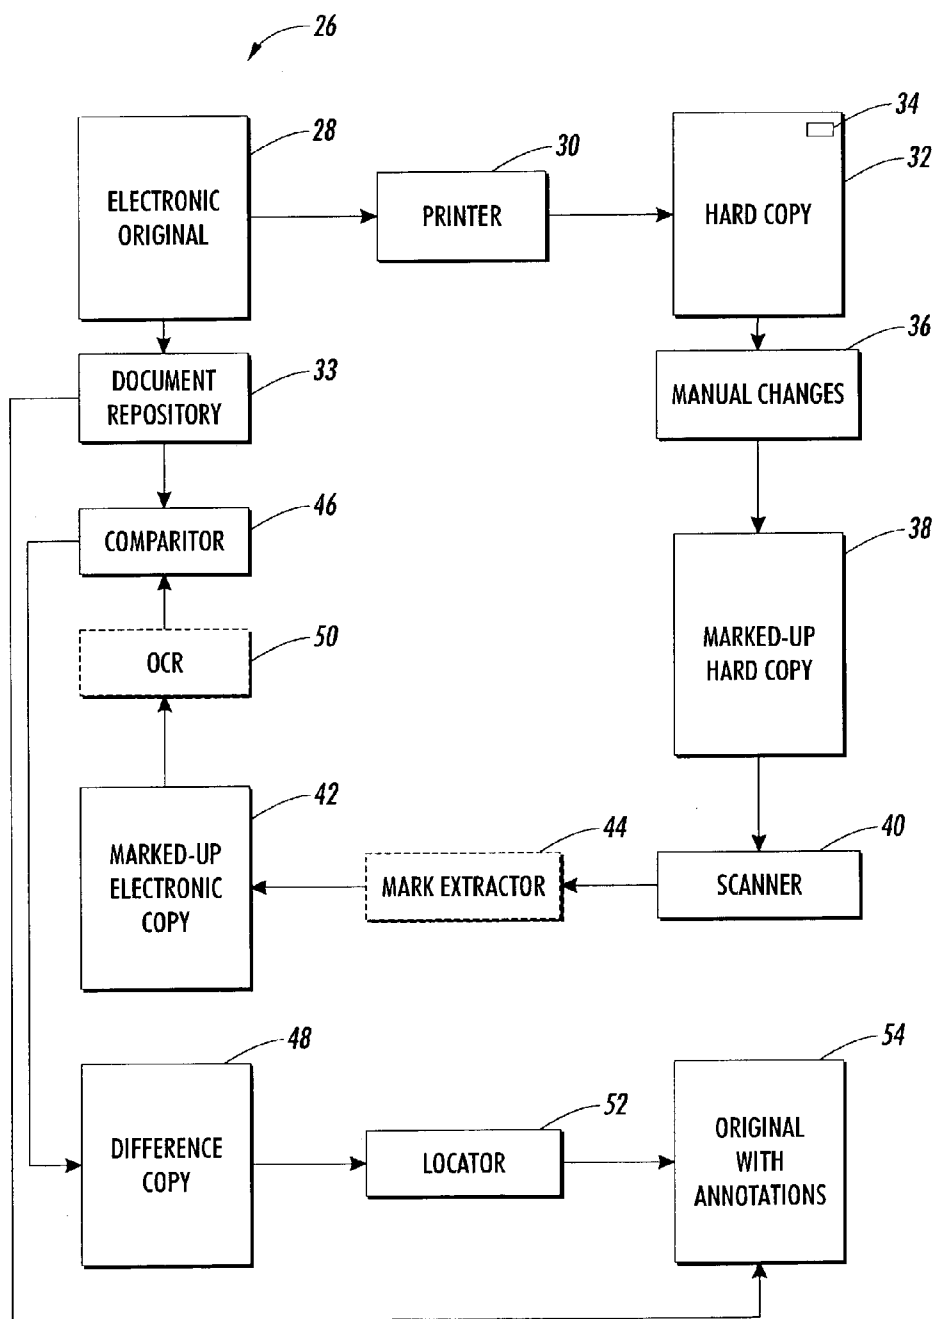 26
28
ELECTRONIC
ORIGINAL
30
PRINTER
34
32
HARD COPY
33
DOCUMENT
REPOSITORY
36
MANUAL CHANGES
46
COMPARITOR
38
MARKED-UP
HARD COPY
50
OCR
42
MARKED-UP
ELECTRONIC
COPY
44
MARK EXTRACTOR
40
SCANNER
48
DIFFERENCE
COPY
52
LOCATOR
54
ORIGINAL
WITH
ANNOTATIONS